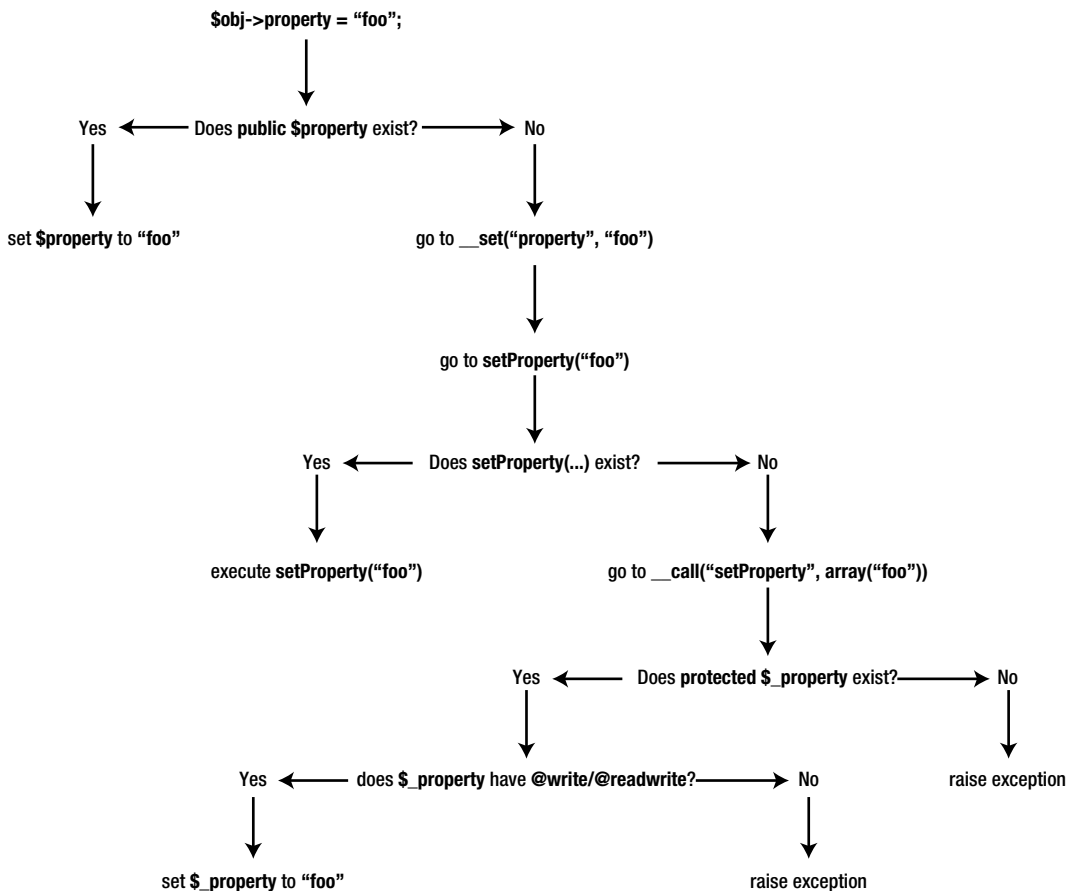 $obj->property = “foo”;
Yes
Does public $property exist?
No
set $property to “foo”
go to __set(“property”, “foo”)
go to setProperty(“foo”)
Yes
Does setProperty(...) exist?
No
execute setProperty(“foo”)
go to __call(“setProperty”, array(“foo”))
Yes
Does protected $_property exist?
No
Yes
does $_property have @write/@readwrite?
No
raise exception
set $_property to “foo”
raise exception